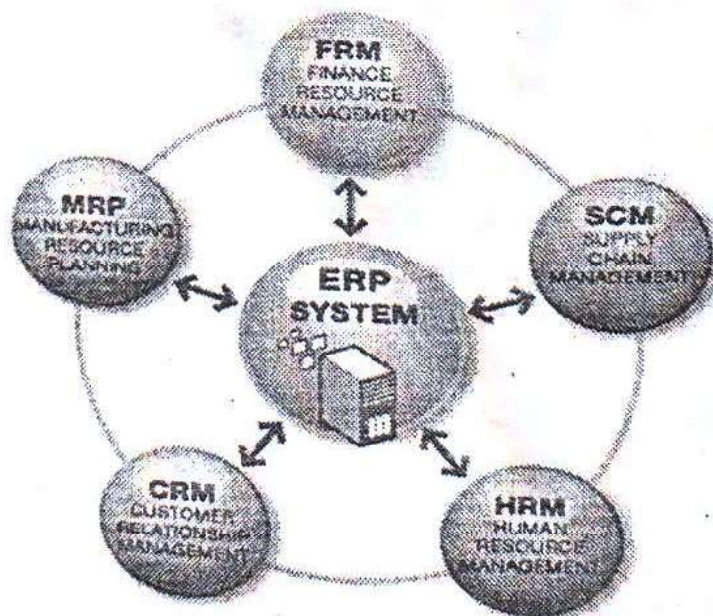 FRM
FINANCE
RESOURCE
MANAGEMENT
MRP
MANUFACTURING
RESOURCE
PLANNING
SCM
SUPPLY
CHAIN
MANAGEMENT
ERP
SYSTEM
CRM
CUSTOMER
RELATIONSHIP
MANAGEMENT
HRM
HUMAN
RESOURCE
MANAGEMENT